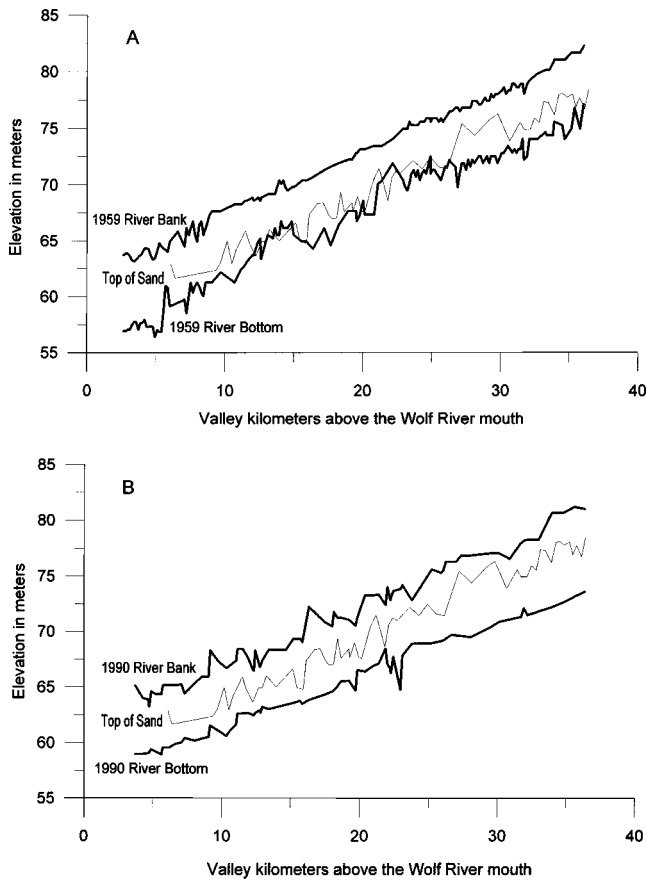 A
85
80
75
70
65
60
55
Elevation in meters
1959 River Bank
Top of Sand
1959 River Bottom
0
10
20
30
40
Valley kilometers above the Wolf River mouth
B
85
80
75
70
65
60
55
Elevation in meters
1990 River Bank
Top of Sand
1990 River Bottom
0
10
20
30
40
Valley kilometers above the Wolf River mouth